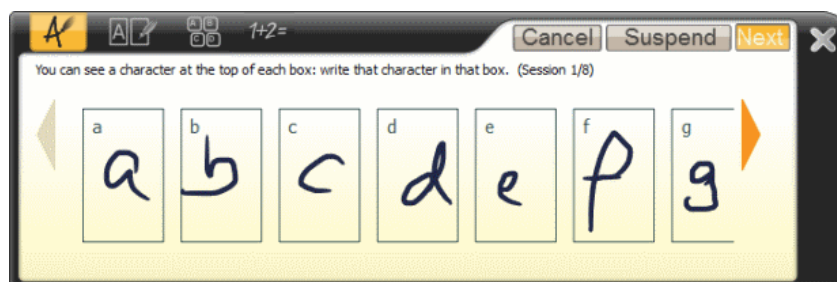 A A 1+2= Cancel Suspend Next
A B
C D
You can see a character at the top of each box: write that character in that box. (Session 1/8)
a b c d e f g
a b c d e f g